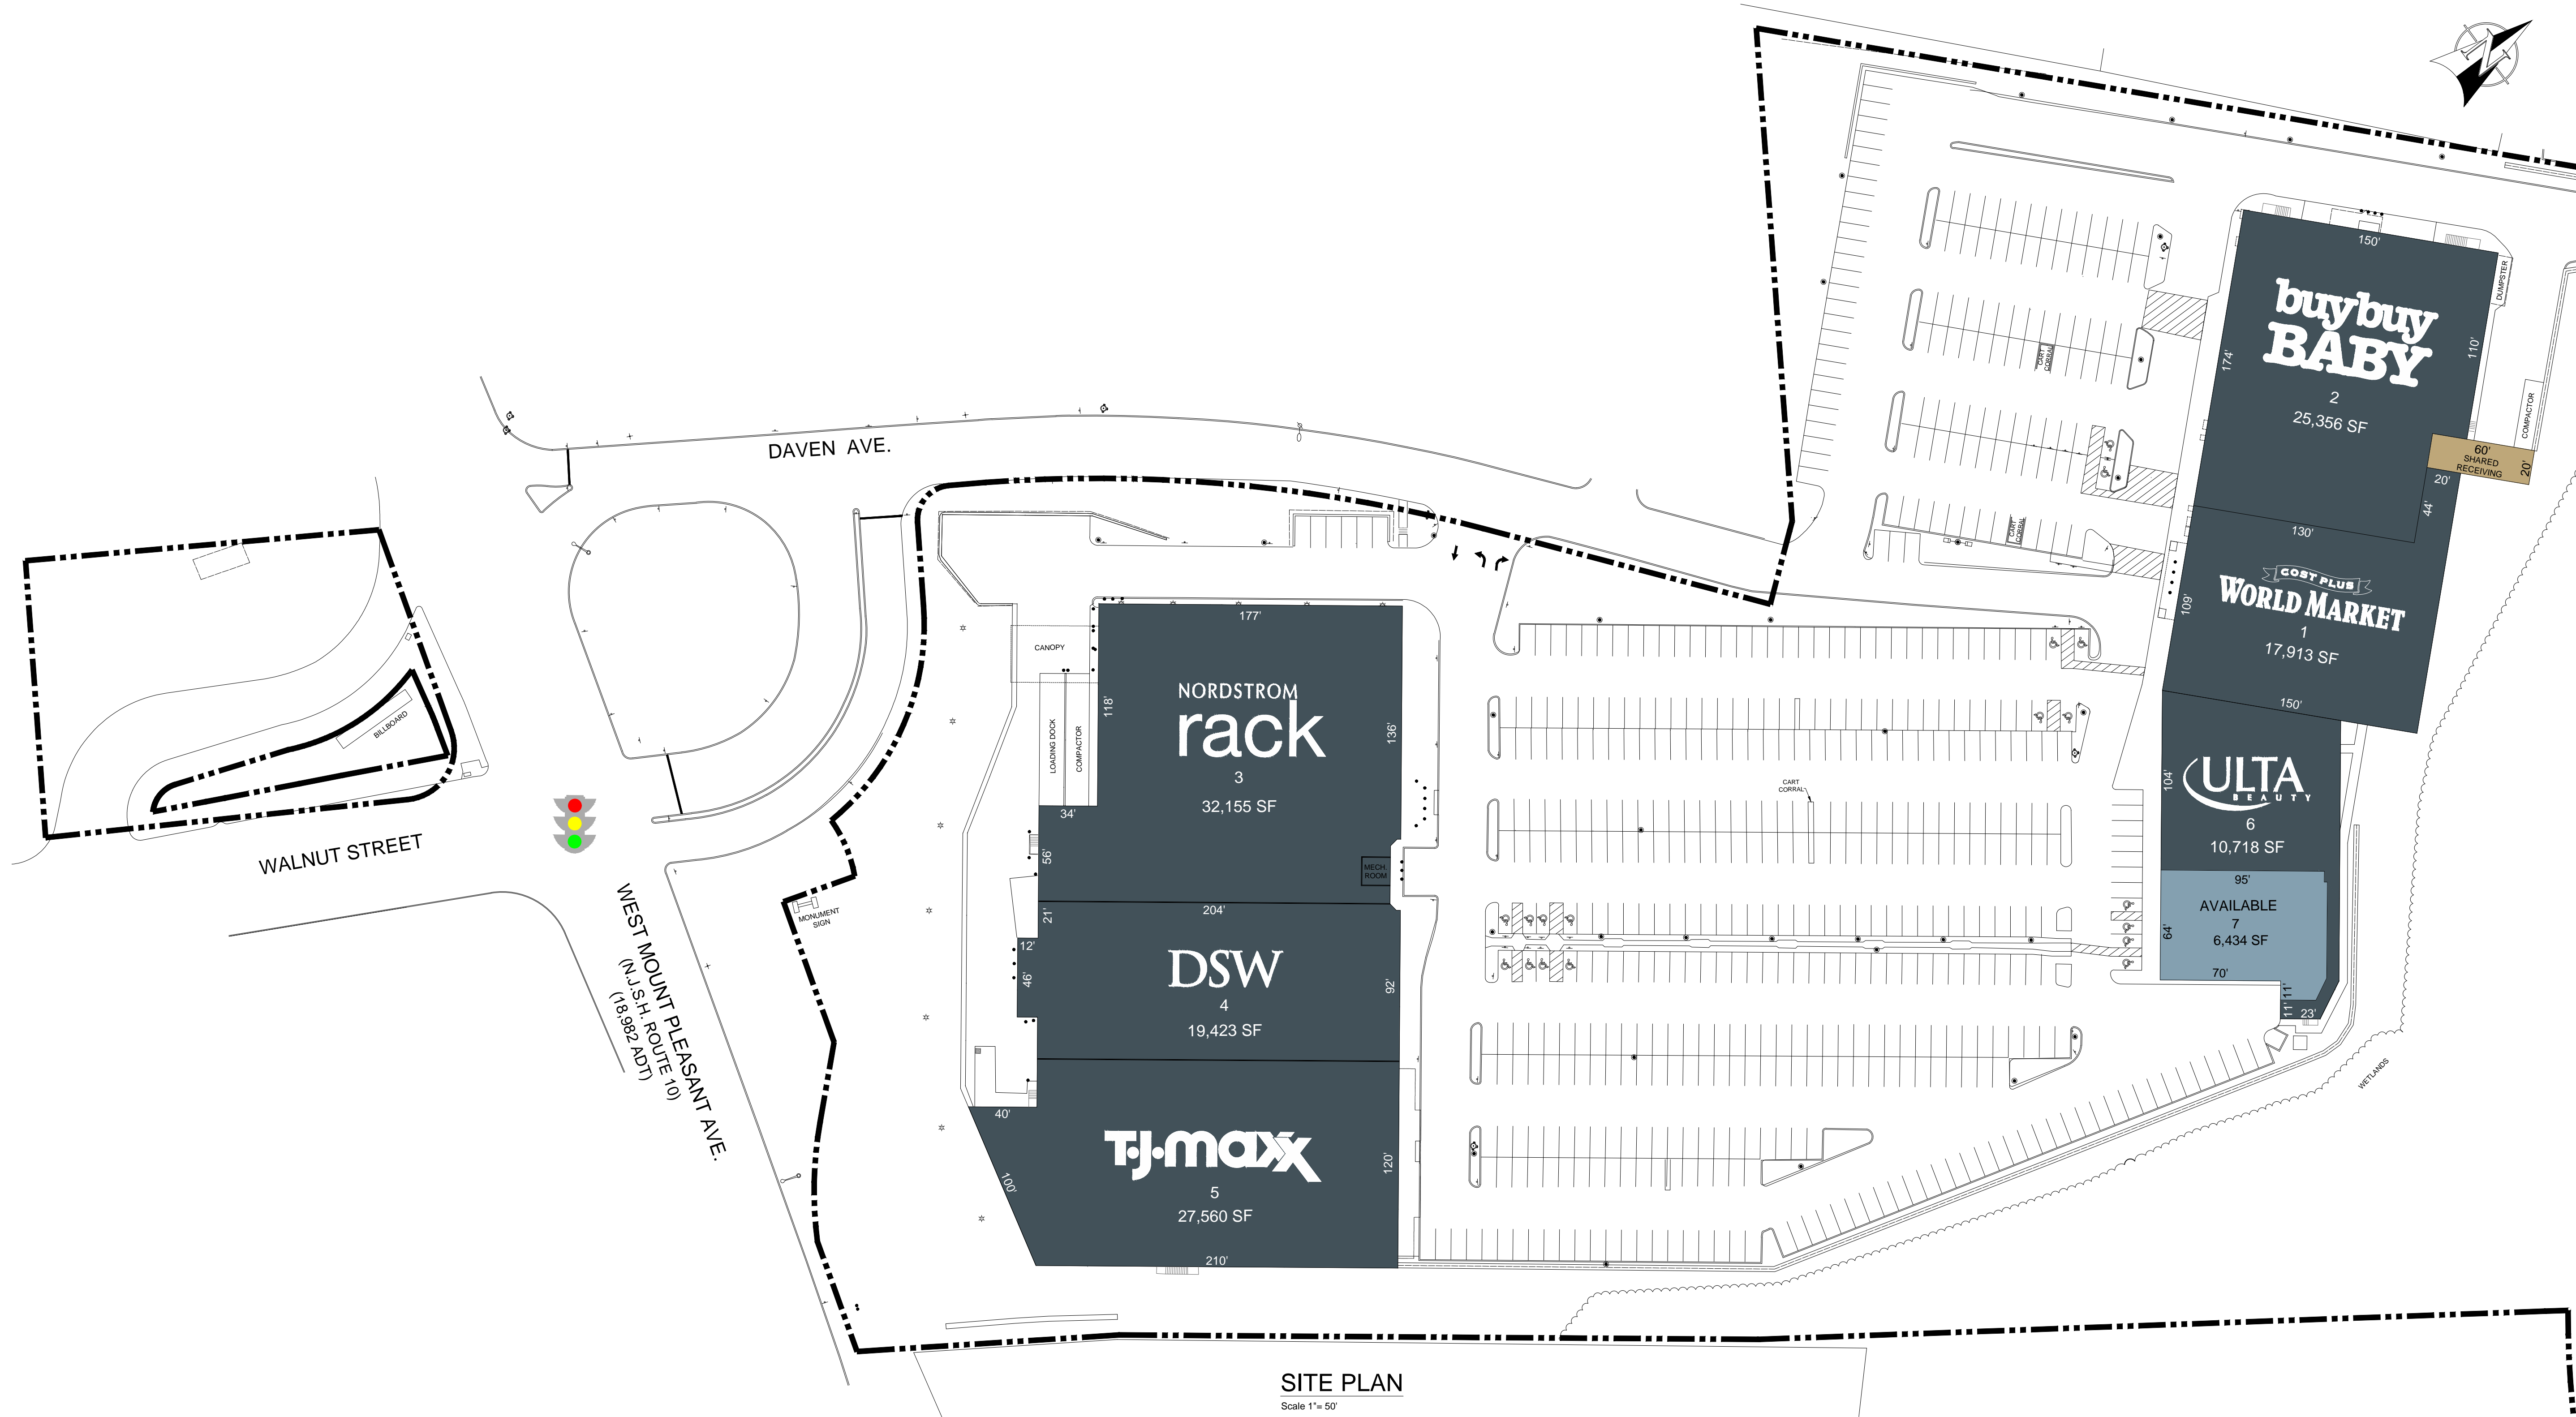 N
150'
DUMPSTER
buybuy
BABY
2
25,356 SF
174'
110'
COMPACTOR
60'
SHARED
RECEIVING
20'
20'
44'
CART
CORRAL
CART
CORRAL
130'
COST PLUS
WORLD MARKET
1
17,913 SF
109'
150'
DAVEN AVE.
BILLBOARD
WALNUT STREET
WEST MOUNT PLEASANT AVE.
(N.J.S.H. ROUTE 10)
(18,982 ADT)
MONUMENT
SIGN
CANOPY
LOADING DOCK
COMPACTOR
177'
118'
NORDSTROM
rack
3
32,155 SF
136'
34'
56'
MECH.
ROOM
21'
204'
12'
46'
DSW
4
19,423 SF
92'
40'
T.J.maxx
5
27,560 SF
100'
120'
210'
CART
CORRAL
104'
ULTA
BEAUTY
6
10,718 SF
95'
AVAILABLE
7
6,434 SF
64'
70'
11'
11'
23'
WETLANDS
SITE PLAN
Scale 1"= 50'